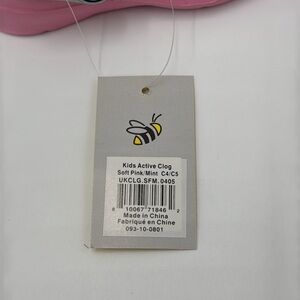 Kids Active Clog
Soft Pink/Mint C4/C5
UKCLG.SFM.0405
8 10067 71846 2
Made in China
Fabriqué en Chine
093-10-0801